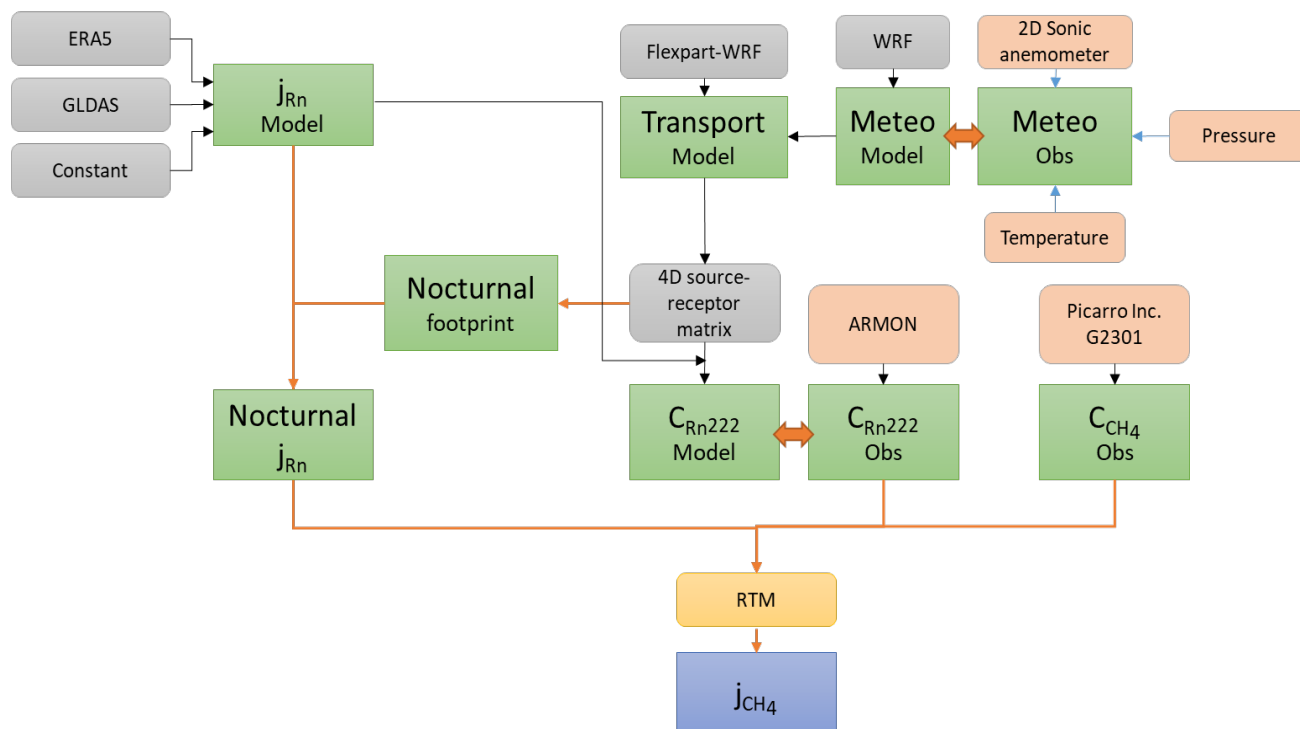 ERA5
GLDAS
Constant
jRn
Model
Flexpart-WRF
WRF
2D Sonic
anemometer
Transport
Model
Meteo
Model
Meteo
Obs
Pressure
Temperature
Nocturnal
footprint
4D source-
receptor
matrix
ARMON
Picarro Inc.
G2301
Nocturnal
jRn
CRn222
Model
CRn222
Obs
CCH4
Obs
RTM
jCH4